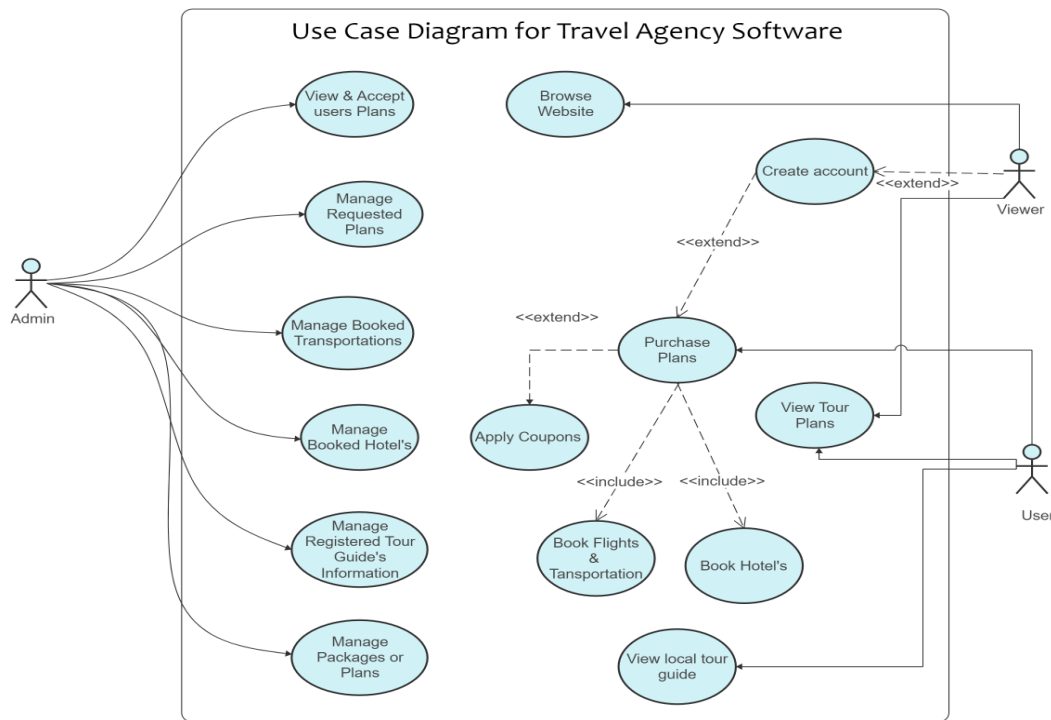 Use Case Diagram for Travel Agency Software
View & Accept
users Plans
Browse
Website
Create account
<<extend>>
Viewer
Manage
Requested
Plans
<<extend>>
Admin
Manage Booked
Transportations
<<extend>>
Purchase
Plans
Manage
Booked Hotel's
Apply Coupons
View Tour
Plans
<<include>>
<<include>>
User
Manage
Registered Tour
Guide's
Information
Book Flights
&
Tansportation
Book Hotel's
Manage
Packages or
Plans
View local tour
guide